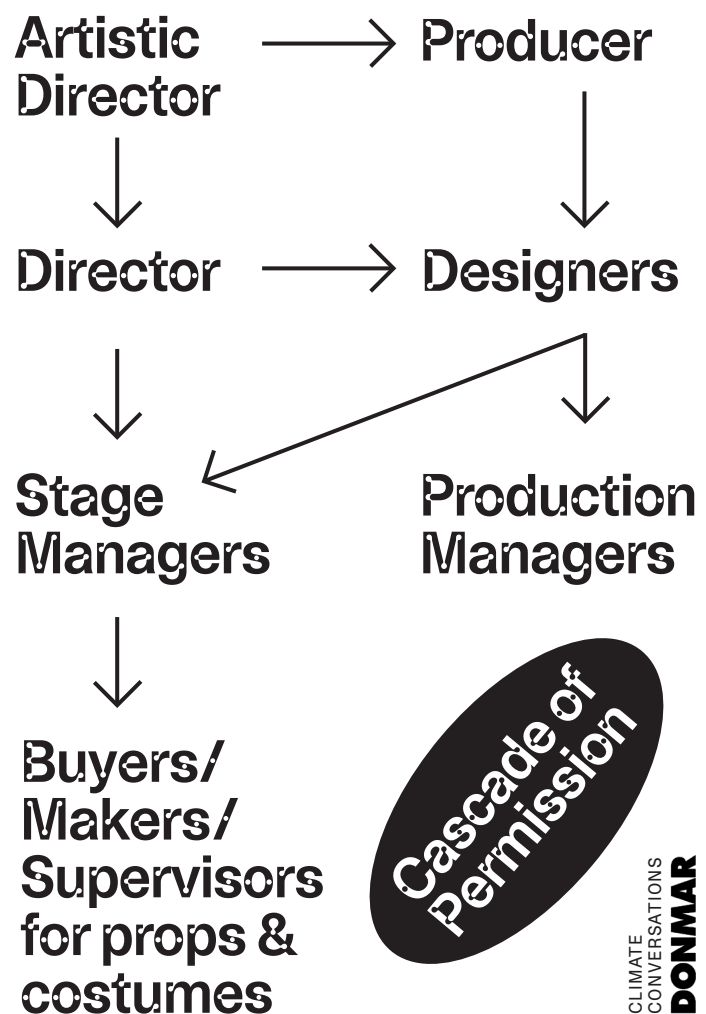 Artistic
Director
Producer
Director
Designers
Stage
Managers
Production
Managers
Buyers/
Makers/
Supervisors
for props &
costumes
Cascade of
Permission
CLIMATE
CONVERSATIONS
DONMAR